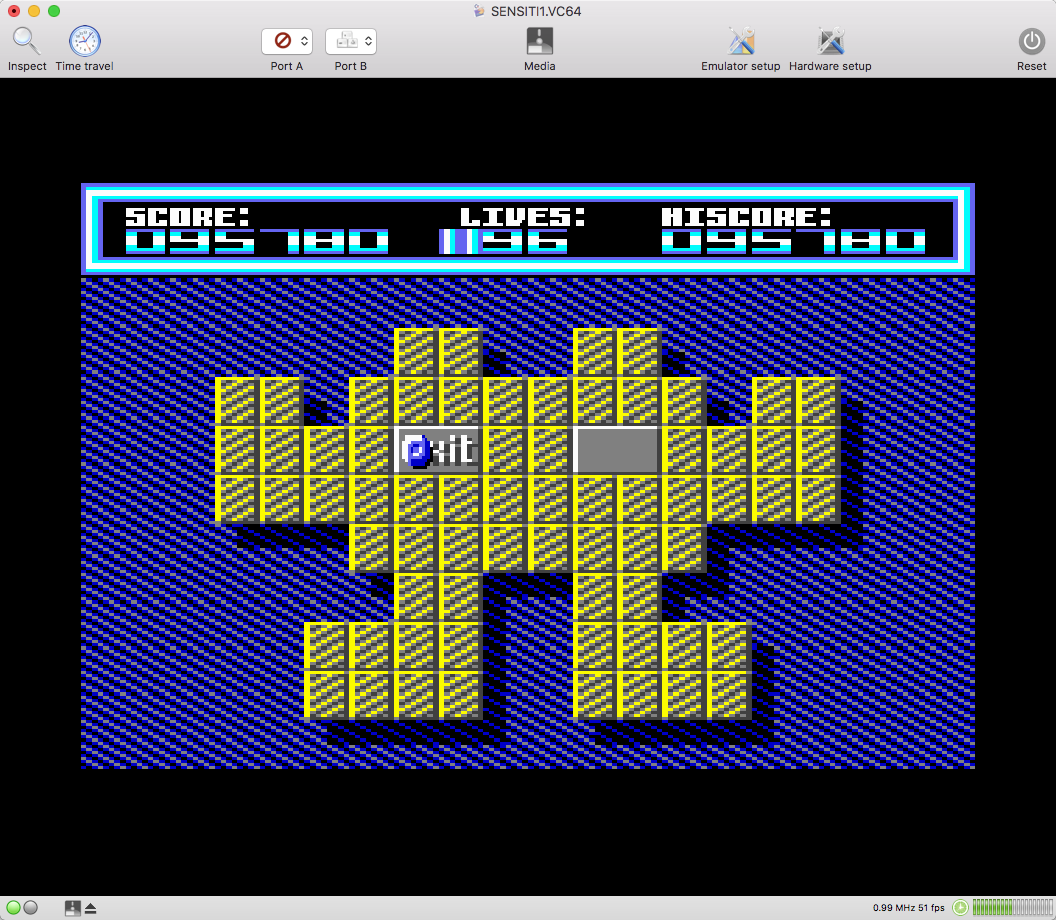 SENSITI1.VC64
Inspect Time travel Port A Port B Media Emulator setup Hardware setup Reset
SCORE: LIVES: HISCORE:
095780 96 095780
xit
0.99 MHz 51 fps